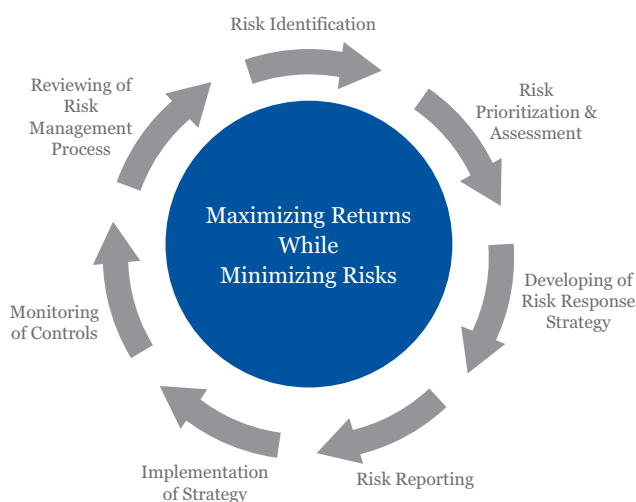 Risk Identification
Risk
Prioritization &
Assessment
Developing of
Risk Response
Strategy
Risk Reporting
Implementation
of Strategy
Monitoring
of Controls
Reviewing of
Risk
Management
Process
Maximizing Returns
While
Minimizing Risks